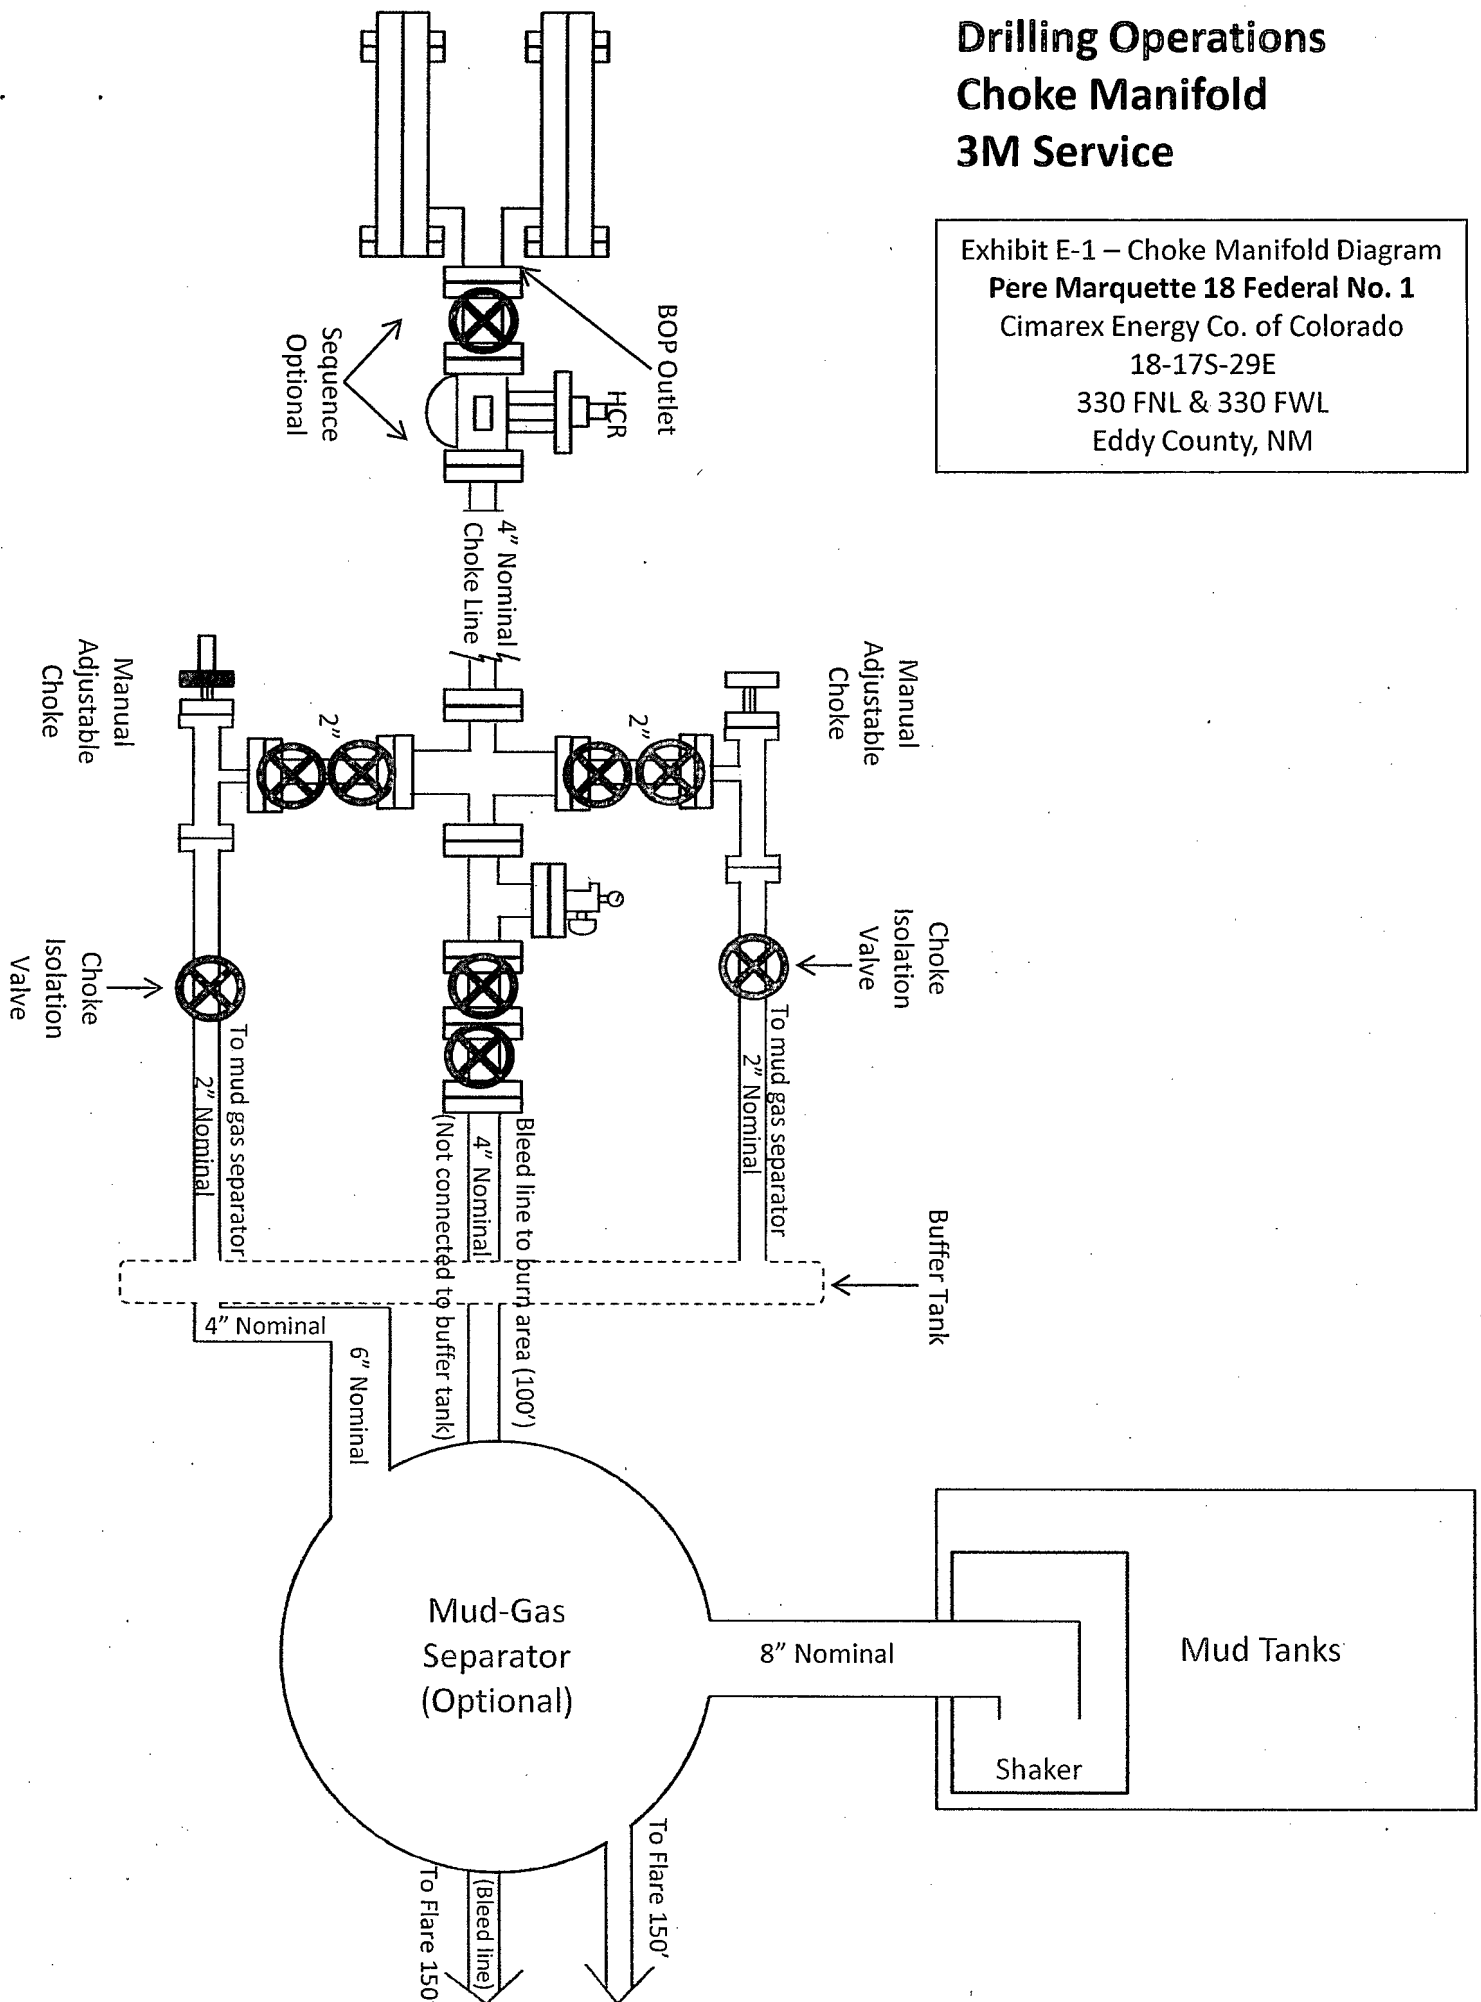 Drilling Operations
Choke Manifold
3M Service
Exhibit E-1 – Choke Manifold Diagram
Pere Marquette 18 Federal No. 1
Cimarex Energy Co. of Colorado
18-17S-29E
330 FNL & 330 FWL
Eddy County, NM
BOP Outlet
HCR
Sequence
Optional
4” Nominal
Choke Line
Manual
Adjustable
Choke
2”
2”
Manual
Adjustable
Choke
Choke
Isolation
Valve
Choke
Isolation
Valve
To mud gas separator
2” Nominal
Bleed line to burn area (100’)
4” Nominal
(Not connected to buffer tank)
To mud gas separator
2” Nominal
Buffer Tank
4” Nominal
6” Nominal
Mud-Gas
Separator
(Optional)
8” Nominal
Mud Tanks
Shaker
To Flare 150’
(Bleed line)
To Flare 150